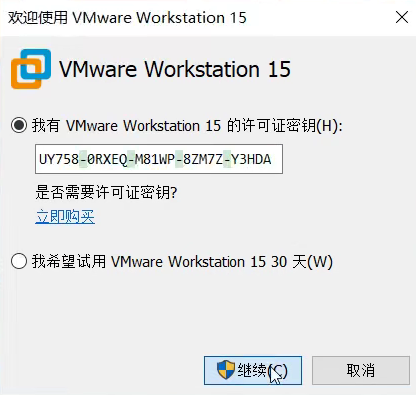 欢迎使用 VMware Workstation 15
VMware Workstation 15
我有 VMware Workstation 15 的许可证密钥(H):
UY758-0RXEQ-M81WP-8ZM7Z-Y3HDA
是否需要许可证密钥?
立即购买
我希望试用 VMware Workstation 15 30 天(W)
继续(C)
取消